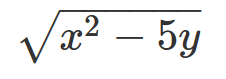 √(x² − 5y)